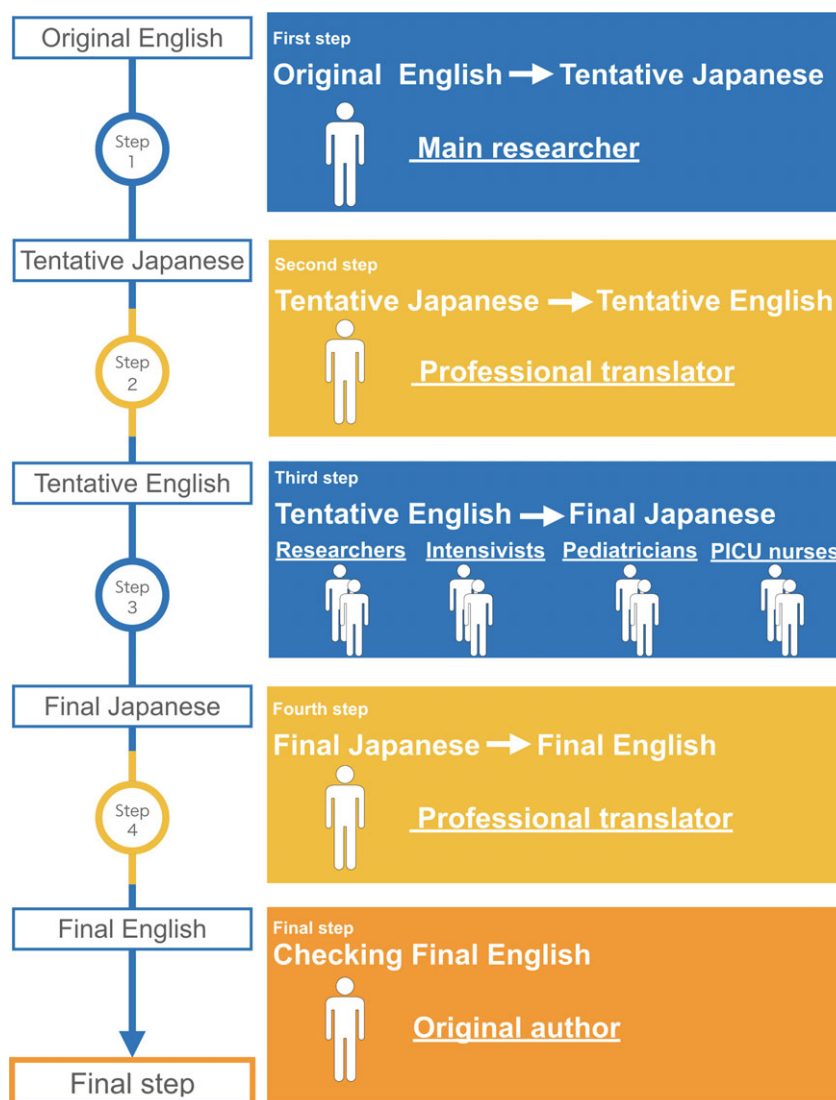 Original English
Step
1
Tentative Japanese
Step
2
Tentative English
Step
3
Final Japanese
Step
4
Final English
Final step
First step
Original English → Tentative Japanese
Main researcher
Second step
Tentative Japanese → Tentative English
Professional translator
Third step
Tentative English → Final Japanese
Researchers Intensivists Pediatricians PICU nurses
Fourth step
Final Japanese → Final English
Professional translator
Final step
Checking Final English
Original author